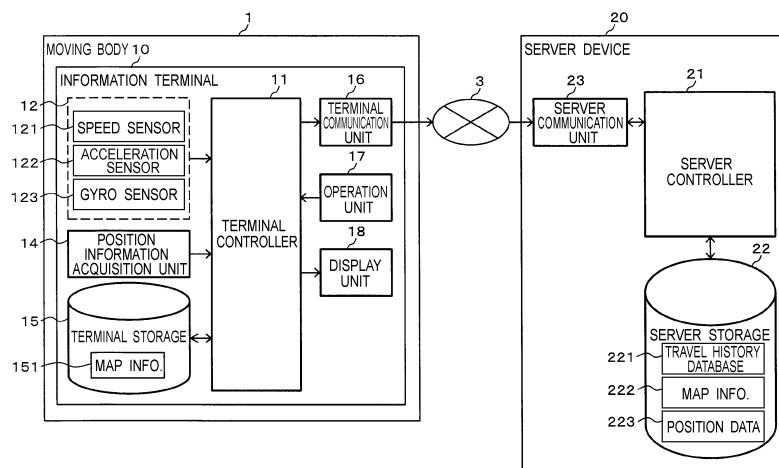 1
MOVING BODY
10
INFORMATION TERMINAL
12
121
SPEED SENSOR
122
ACCELERATION
SENSOR
123
GYRO SENSOR
14
POSITION
INFORMATION
ACQUISITION UNIT
15
TERMINAL STORAGE
151
MAP INFO.
11
TERMINAL
CONTROLLER
16
TERMINAL
COMMUNICATION
UNIT
17
OPERATION
UNIT
18
DISPLAY
UNIT
3
20
SERVER DEVICE
23
SERVER
COMMUNICATION
UNIT
21
SERVER
CONTROLLER
22
SERVER STORAGE
221
TRAVEL HISTORY
DATABASE
222
MAP INFO.
223
POSITION DATA